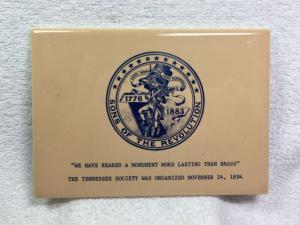 1776
1883
SONS OF THE REVOLUTION
"WE HAVE REARED A MONUMENT MORE LASTING THAN BRASS"
THE TENNESSEE SOCIETY WAS ORGANIZED NOVEMBER 24, 1894